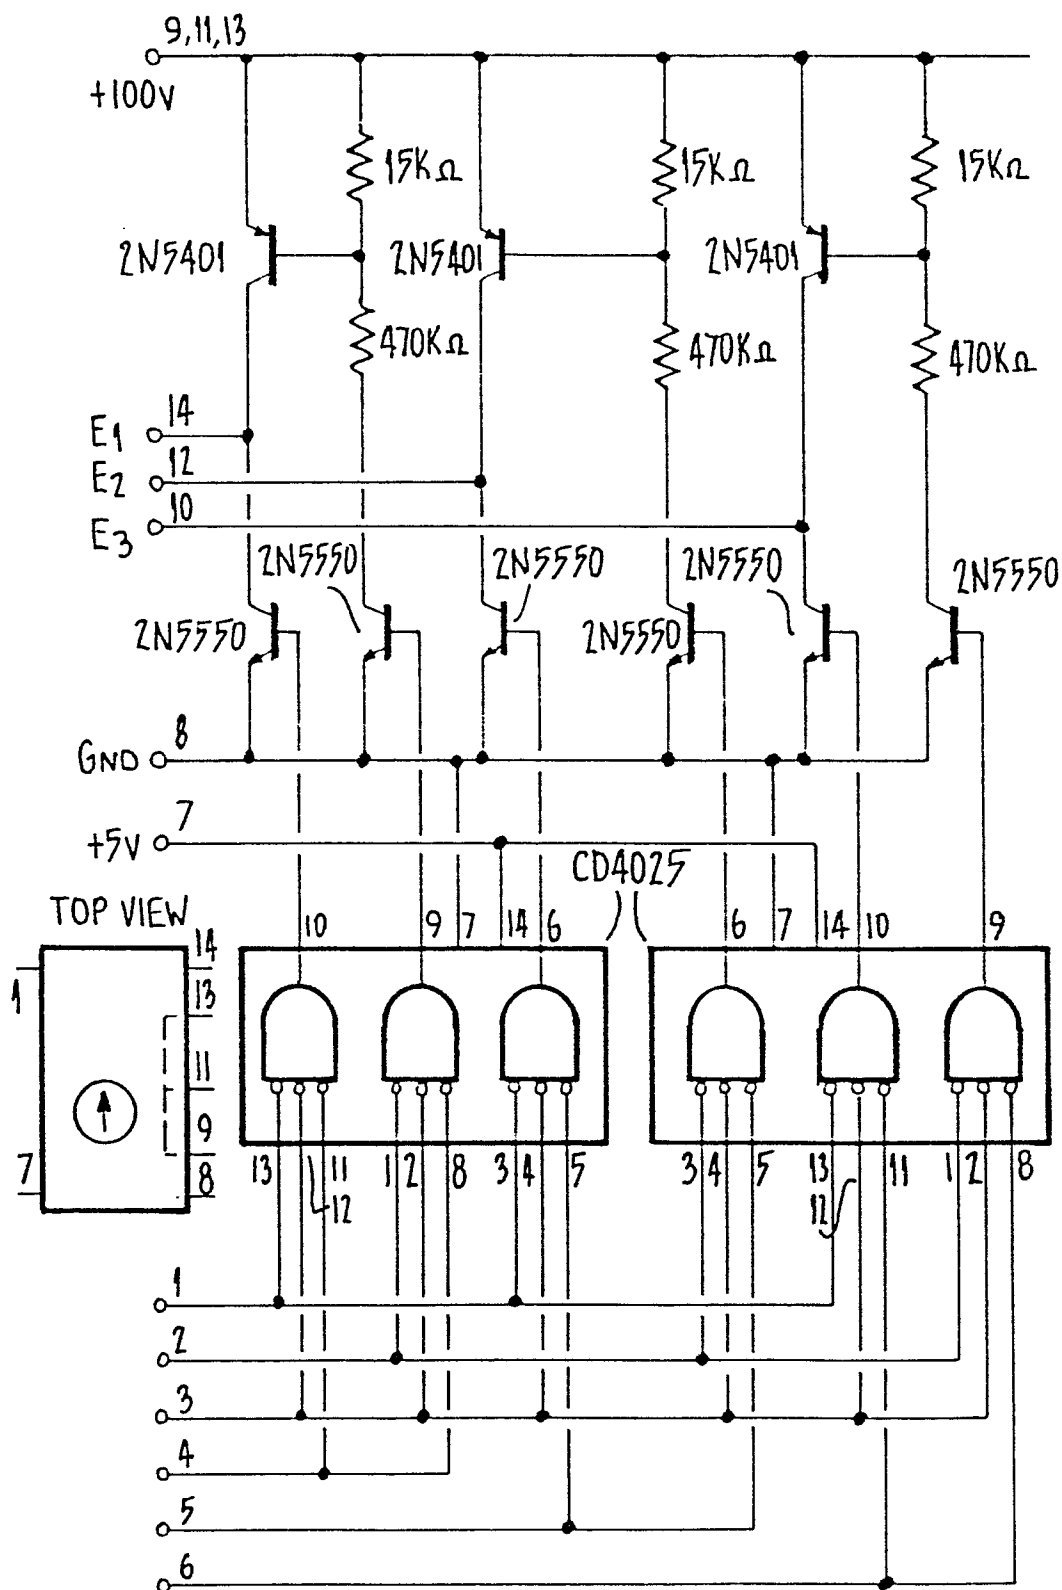 9,11,13
+100V
15KΩ 15KΩ 15KΩ
2N5401 2N5401 2N5401
470KΩ 470KΩ 470KΩ
E1 14
E2 12
E3 10
2N5550 2N5550 2N5550 2N5550
2N5550 2N5550
GND 8
+5V 7
CD4025
TOP VIEW
10 9 7 14 6 6 7 14 10 9
14
1 13
11
9
7 8
13 11 1 2 8 3 4 5 3 4 5 13 11 1 2 8
12 12
1
2
3
4
5
6